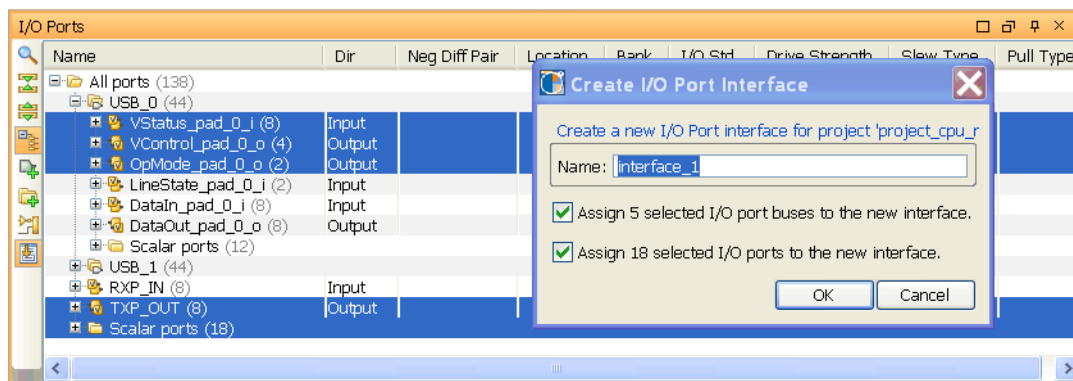 I/O Ports
Name Dir Neg Diff Pair Location Bank I/O Std Drive Strength Slew Type Pull Type
All ports (138)
USB_0 (44)
VStatus_pad_0_i (8) Input
VControl_pad_0_o (4) Output
OpMode_pad_0_o (2) Output
LineState_pad_0_i (2) Input
DataIn_pad_0_i (8) Input
DataOut_pad_0_o (8) Output
Scalar ports (12)
USB_1 (44)
RXP_IN (8) Input
TXP_OUT (8) Output
Scalar ports (18)
Create I/O Port Interface
Create a new I/O Port interface for project 'project_cpu_r
Name: interface_1
Assign 5 selected I/O port buses to the new interface.
Assign 18 selected I/O ports to the new interface.
OK Cancel